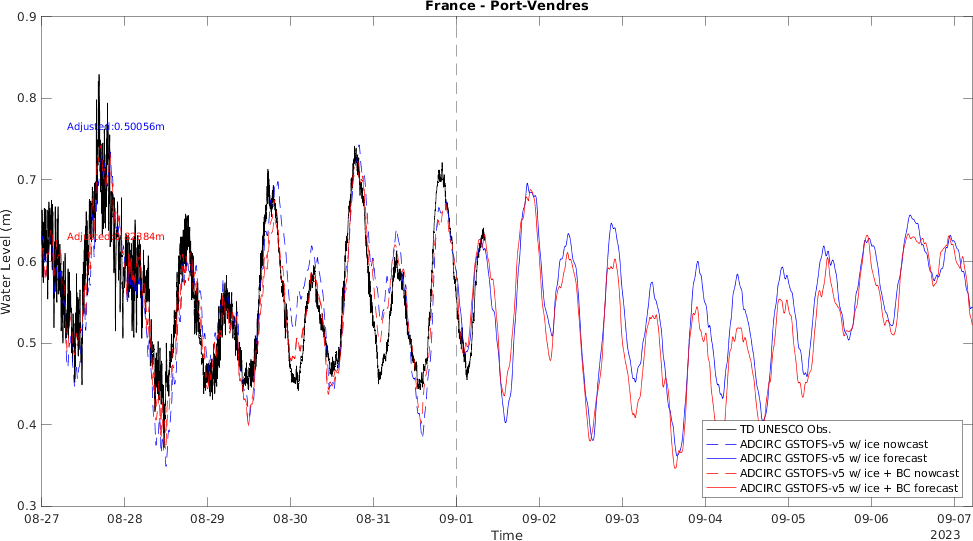 France - Port-Vendres
0.9
0.8
0.7
0.6
0.5
0.4
0.3
Water Level (m)
Adjusted:0.50056m
08-27
08-28
08-29
08-30
08-31
09-01
09-02
09-03
09-04
09-05
09-06
09-07
2023
Time
TD UNESCO Obs.
ADCIRC GSTOFS-v5 w/ ice nowcast
ADCIRC GSTOFS-v5 w/ ice forecast
ADCIRC GSTOFS-v5 w/ ice + BC nowcast
ADCIRC GSTOFS-v5 w/ ice + BC forecast